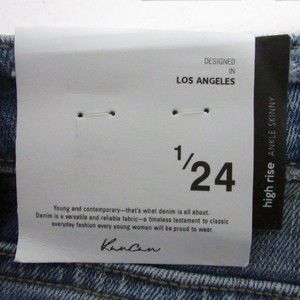 DESIGNED
IN
LOS ANGELES
1/24
high rise ANKLE SKINNY
Young and contemporary–that's what denim is all about.
Denim is a versatile and reliable fabric–a timeless testament to classic
everyday fashion every young woman will be proud to wear.
KanCan